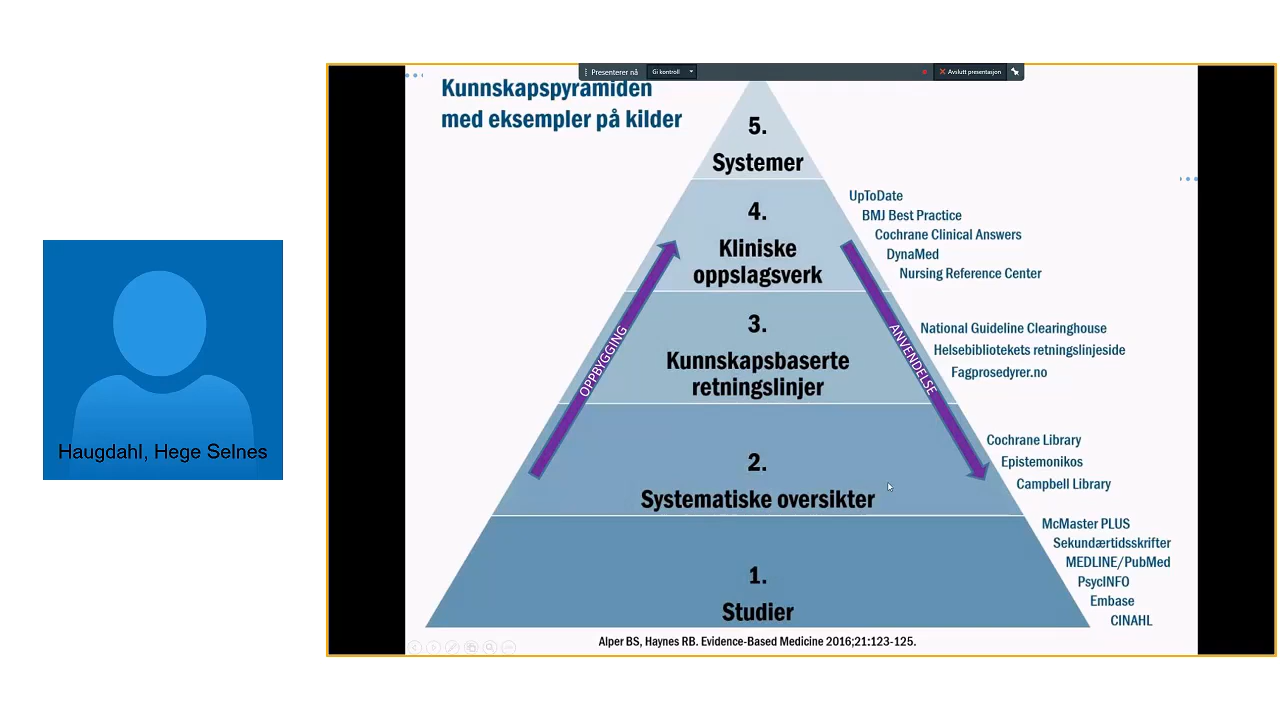 Presenterer nå
Gi kontroll
Avslutt presentasjon
Kunnskapspyramiden
med eksempler på kilder
5.
Systemer
4.
Kliniske
oppslagsverk
UpToDate
BMJ Best Practice
Cochrane Clinical Answers
DynaMed
Nursing Reference Center
3.
Kunnskapsbaserte
retningslinjer
National Guideline Clearinghouse
Helsebibliotekets retningslinjeside
Fagprosedyrer.no
OPPBYGGING
ANVENDELSE
2.
Systematiske oversikter
Cochrane Library
Epistemonikos
Campbell Library
1.
Studier
McMaster PLUS
Sekundærtidsskrifter
MEDLINE/PubMed
PsycINFO
Embase
CINAHL
Alper BS, Haynes RB. Evidence-Based Medicine 2016;21:123-125.
Haugdahl, Hege Selnes